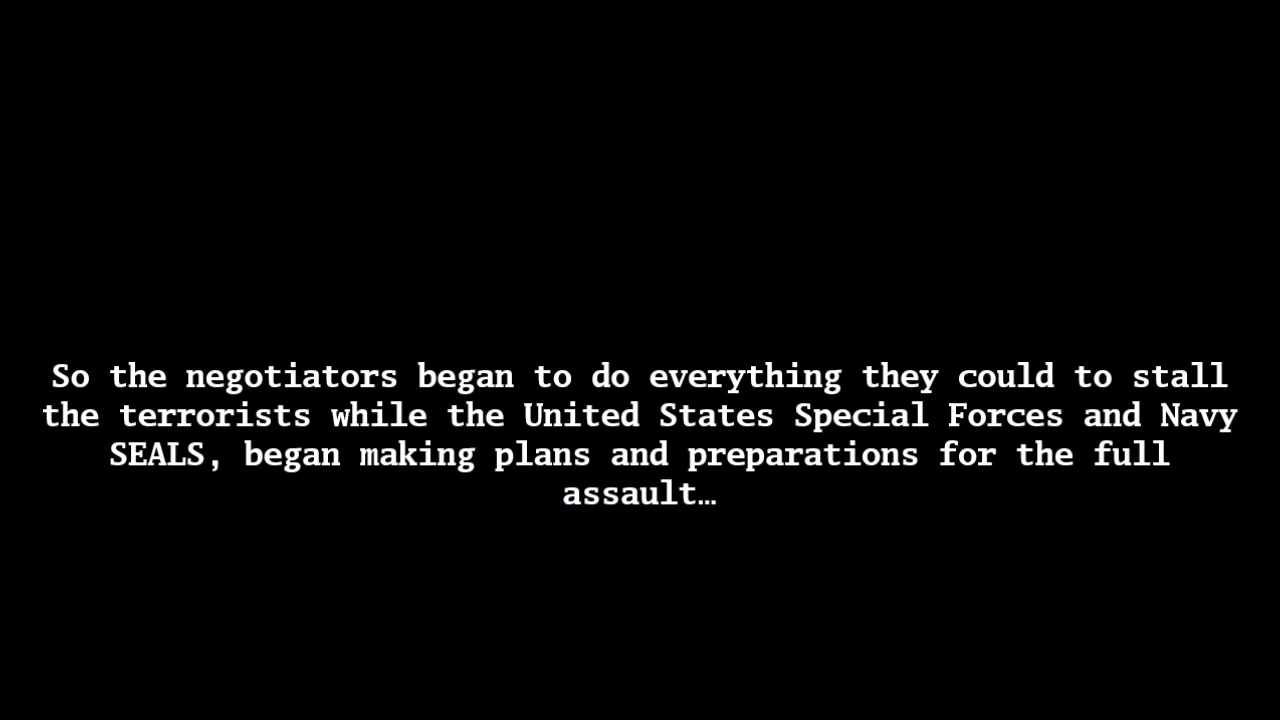 So the negotiators began to do everything they could to stall
the terrorists while the United States Special Forces and Navy
SEALS, began making plans and preparations for the full
assault…